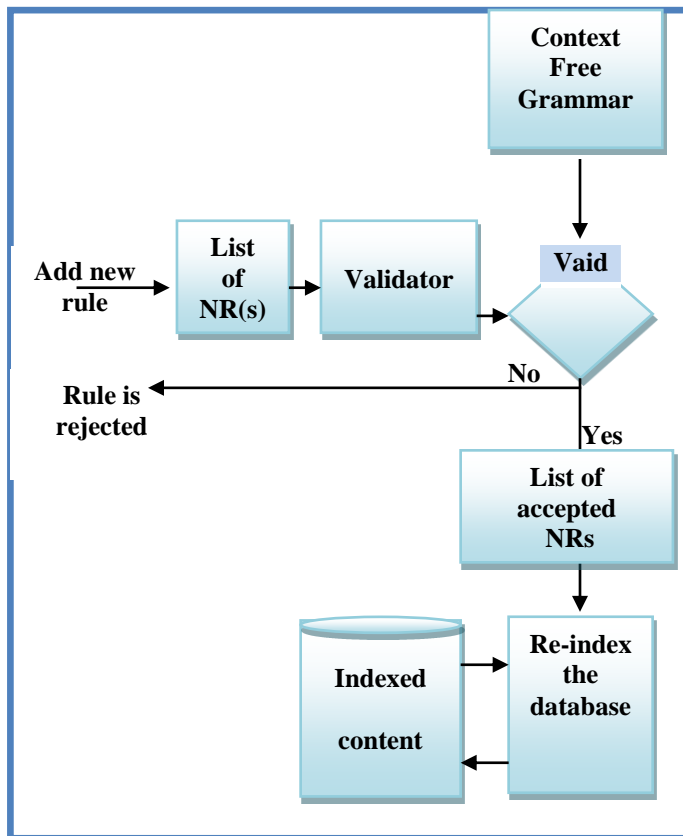 Context
Free
Grammar
Add new
rule
List
of
NR(s)
Validator
Vaid
No
Rule is
rejected
Yes
List of
accepted
NRs
Indexed
content
Re-index
the
database